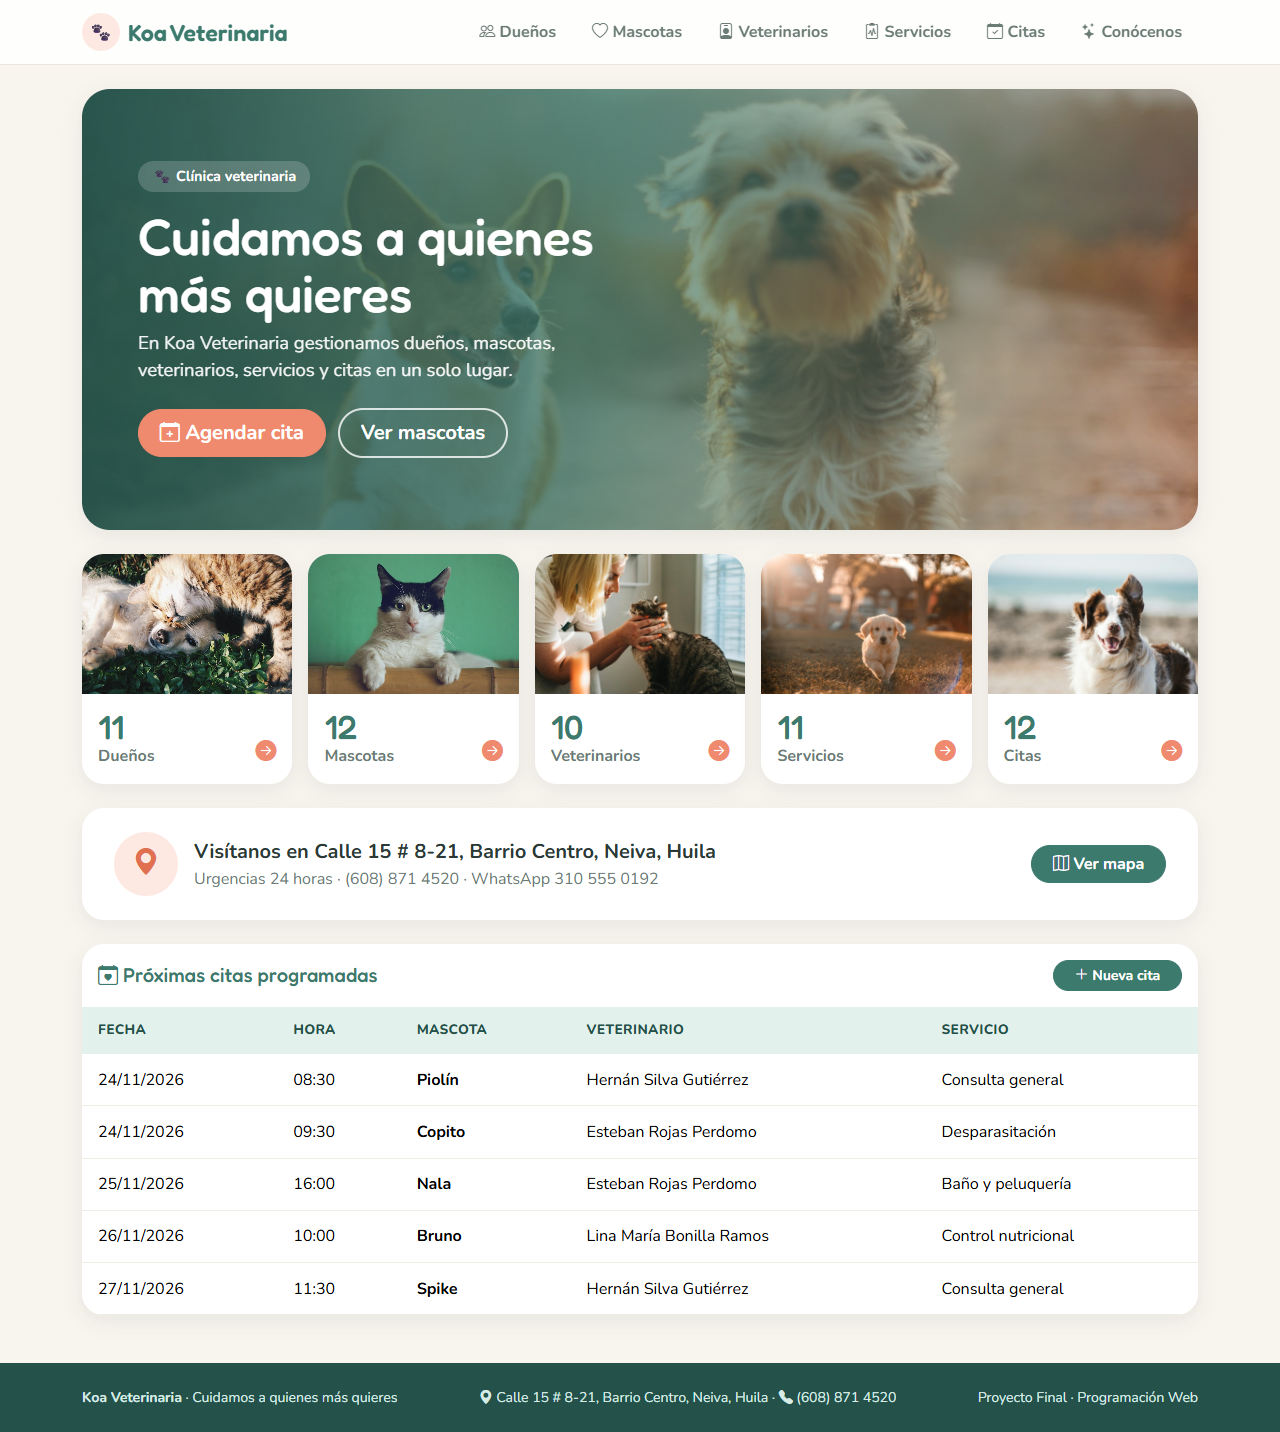 Koa Veterinaria
Dueños
Mascotas
Veterinarios
Servicios
Citas
Conócenos
Clínica veterinaria
Cuidamos a quienes
más quieres
En Koa Veterinaria gestionamos dueños, mascotas,
veterinarios, servicios y citas en un solo lugar.
Agendar cita
Ver mascotas
11
Dueños
12
Mascotas
10
Veterinarios
11
Servicios
12
Citas
Visítanos en Calle 15 # 8-21, Barrio Centro, Neiva, Huila
Urgencias 24 horas · (608) 871 4520 · WhatsApp 310 555 0192
Ver mapa
Próximas citas programadas
+ Nueva cita
FECHA HORA MASCOTA VETERINARIO SERVICIO
24/11/2026 08:30 Piolín Hernán Silva Gutiérrez Consulta general
24/11/2026 09:30 Copito Esteban Rojas Perdomo Desparasitación
25/11/2026 16:00 Nala Esteban Rojas Perdomo Baño y peluquería
26/11/2026 10:00 Bruno Lina María Bonilla Ramos Control nutricional
27/11/2026 11:30 Spike Hernán Silva Gutiérrez Consulta general
Koa Veterinaria · Cuidamos a quienes más quieres
Calle 15 # 8-21, Barrio Centro, Neiva, Huila · (608) 871 4520
Proyecto Final · Programación Web